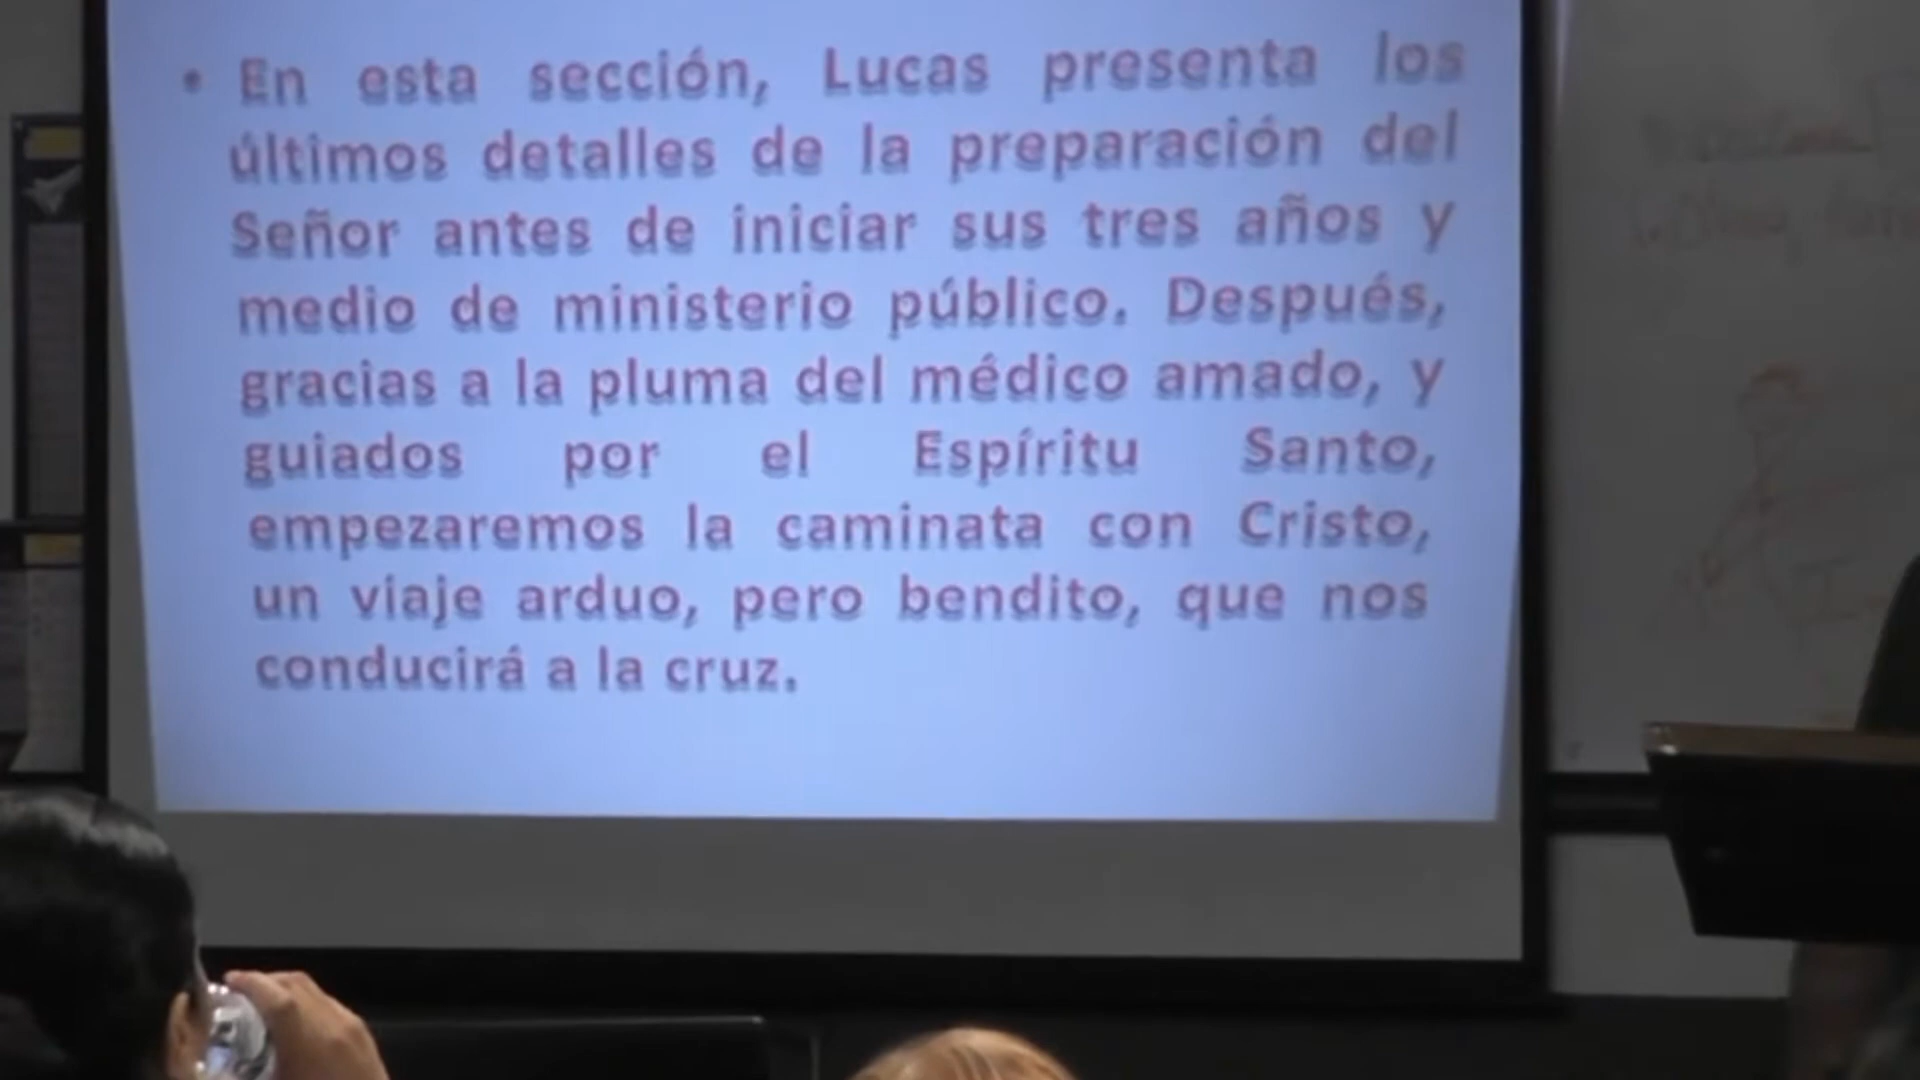 • En esta sección, Lucas presenta los
últimos detalles de la preparación del
Señor antes de iniciar sus tres años y
medio de ministerio público. Después,
gracias a la pluma del médico amado, y
guiados por el Espíritu Santo,
empezaremos la caminata con Cristo,
un viaje arduo, pero bendito, que nos
conducirá a la cruz.